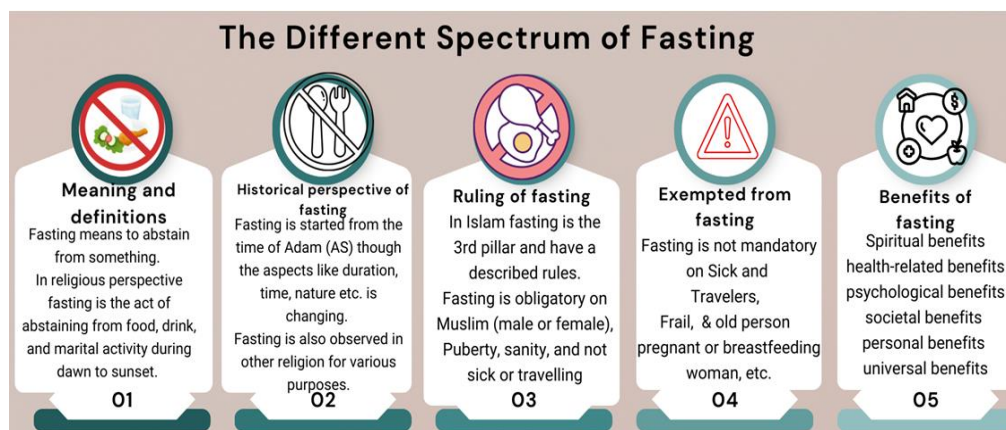 The Different Spectrum of Fasting
Meaning and
definitions
Fasting means to abstain
from something.
In religious perspective
fasting is the act of
abstaining from food, drink,
and marital activity during
dawn to sunset.
01
Historical perspective of
fasting
Fasting is started from the
time of Adam (AS) though
the aspects like duration,
time, nature etc. is
changing.
Fasting is also observed in
other religion for various
purposes.
02
Ruling of fasting
In Islam fasting is the
3rd pillar and have a
described rules.
Fasting is obligatory on
Muslim (male or female),
Puberty, sanity, and not
sick or travelling
03
Exempted from
fasting
Fasting is not mandatory
on Sick and
Travelers,
Frail, & old person
pregnant or breastfeeding
woman, etc.
04
Benefits of
fasting
Spiritual benefits
health-related benefits
psychological benefits
societal benefits
personal benefits
universal benefits
05